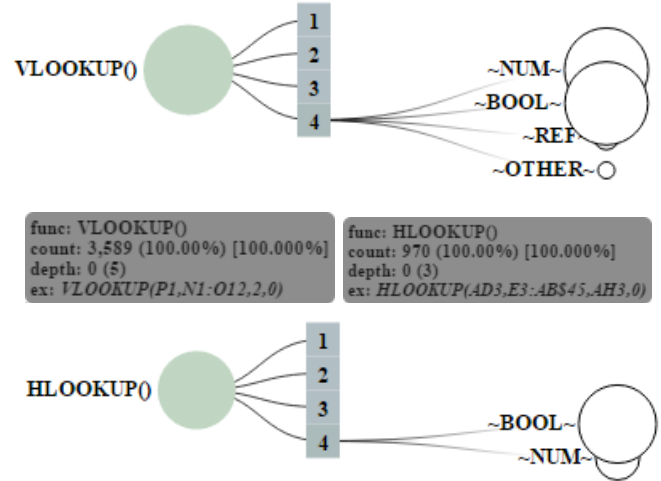 VLOOKUP()
1
2
3
4
~NUM~
~BOOL~
~REF~
~OTHER~
func: VLOOKUP()
count: 3,589 (100.00%) [100.000%]
depth: 0 (5)
ex: VLOOKUP(P1,N1:O12,2,0)
func: HLOOKUP()
count: 970 (100.00%) [100.000%]
depth: 0 (3)
ex: HLOOKUP(AD3,E3:AB$45,AH3,0)
HLOOKUP()
1
2
3
4
~BOOL~
~NUM~